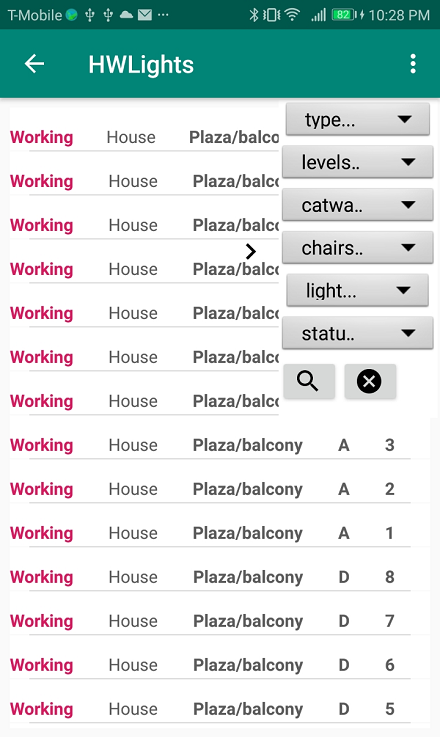 T-Mobile ... 82 10:28 PM
HWLights
type...
Working House Plaza/balco
levels..
Working House Plaza/balco
catwa..
Working House Plaza/balco
chairs..
Working House Plaza/balco
light...
Working House Plaza/balco
statu..
Working House Plaza/balco
Working House Plaza/balco
Working House Plaza/balcony A 3
Working House Plaza/balcony A 2
Working House Plaza/balcony A 1
Working House Plaza/balcony D 8
Working House Plaza/balcony D 7
Working House Plaza/balcony D 6
Working House Plaza/balcony D 5